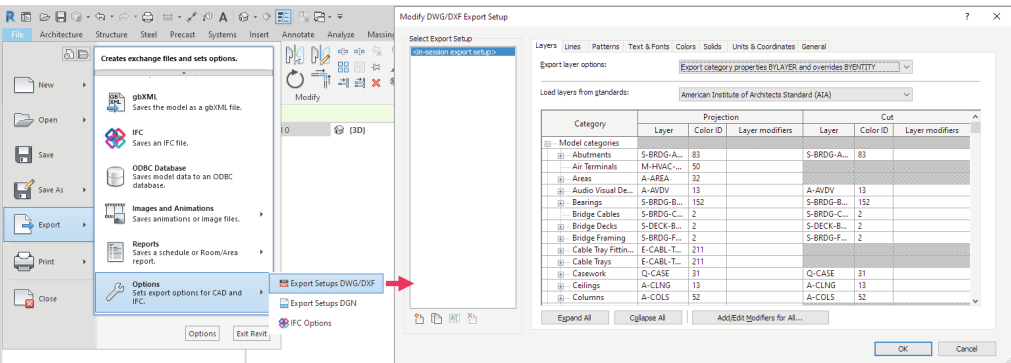 File Architecture Structure Steel Precast Systems Insert Annotate Analyze Massing
Creates exchange files and sets options.
New
Open
Save
Save As
Export
Print
Close
gbXML
Saves the model as a gbXML file.
IFC
Saves an IFC file.
ODBC Database
Saves model data to an ODBC
database.
Images and Animations
Saves animations or image files.
Reports
Saves a schedule or Room/Area
report.
Options
Sets export options for CAD and
IFC.
Options Exit Revit
Export Setups DWG/DXF
Export Setups DGN
IFC Options
Modify
{3D}
Modify DWG/DXF Export Setup
Select Export Setup
<in-session export setup>
Layers Lines Patterns Text & Fonts Colors Solids Units & Coordinates General
Export layer options: Export category properties BYLAYER and overrides BYENTITY
Load layers from standards: American Institute of Architects Standard (AIA)
Category Projection Cut
Layer Color ID Layer modifiers Layer Color ID Layer modifiers
Model categories
Abutments S-BRDG-A... 83 S-BRDG-A... 83
Air Terminals M-HVAC-... 50
Areas A-AREA 32
Audio Visual De... A-AVDV 13 A-AVDV 13
Bearings S-BRDG-B... 152 S-BRDG-B... 152
Bridge Cables S-BRDG-C... 2 S-BRDG-C... 2
Bridge Decks S-DECK-B... 2 S-DECK-B... 2
Bridge Framing S-BRDG-F... 2 S-BRDG-F... 2
Cable Tray Fittin... E-CABL-T... 211
Cable Trays E-CABL-T... 211
Casework Q-CASE 31 Q-CASE 31
Ceilings A-CLNG 13 A-CLNG 13
Columns A-COLS 52 A-COLS 52
Expand All Collapse All Add/Edit Modifiers for All...
OK Cancel